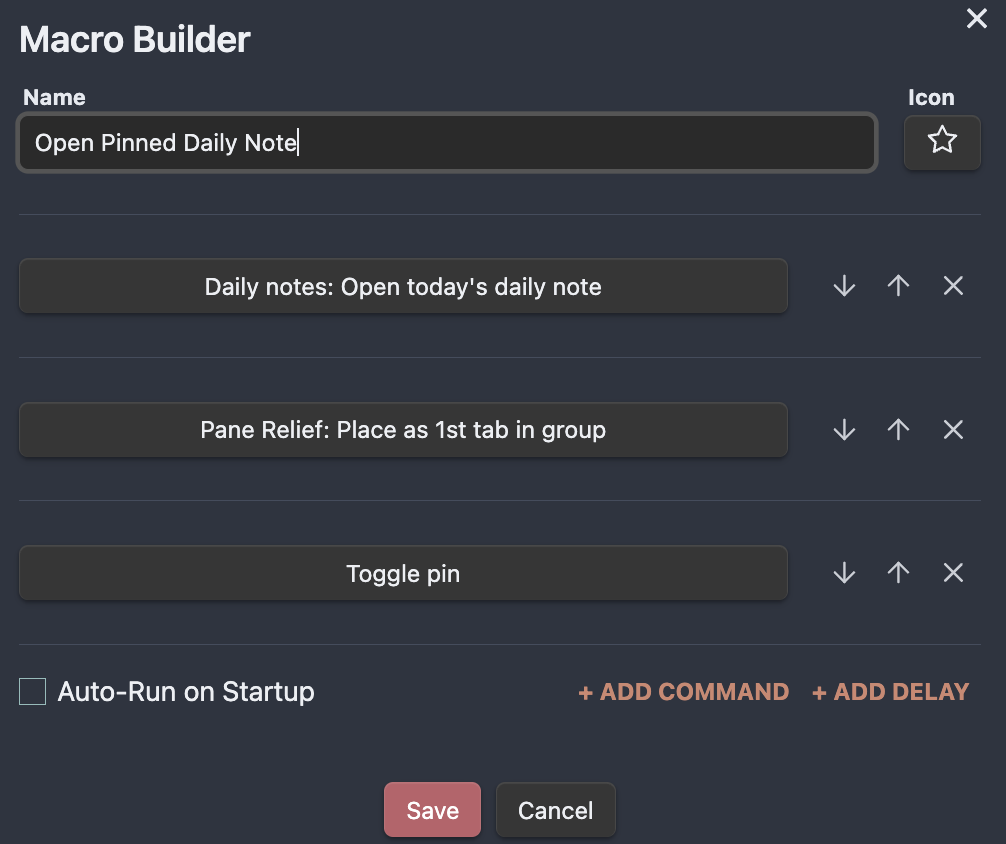 Macro Builder
Name
Icon
Open Pinned Daily Note
Daily notes: Open today's daily note
Pane Relief: Place as 1st tab in group
Toggle pin
Auto-Run on Startup
+ ADD COMMAND
+ ADD DELAY
Save
Cancel